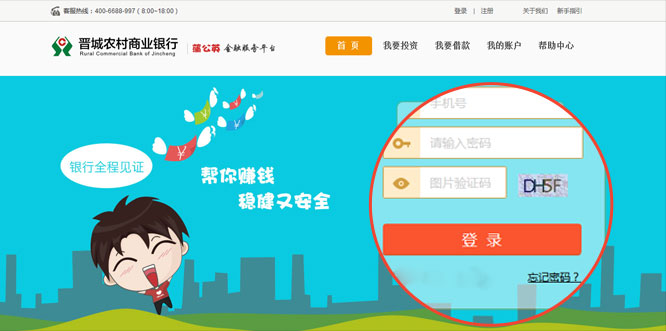 客服热线：400-6688-997（8:00~18:00）
登录 | 注册 关于我们 新手指引
晋城农村商业银行
Rural Commercial Bank of Jincheng
蒲公英 金融服务平台
首 页 我要投资 我要借款 我的账户 帮助中心
银行全程见证
帮你赚钱
稳健又安全
手机号
请输入密码
图片验证码
DH5F
登 录
忘记密码？